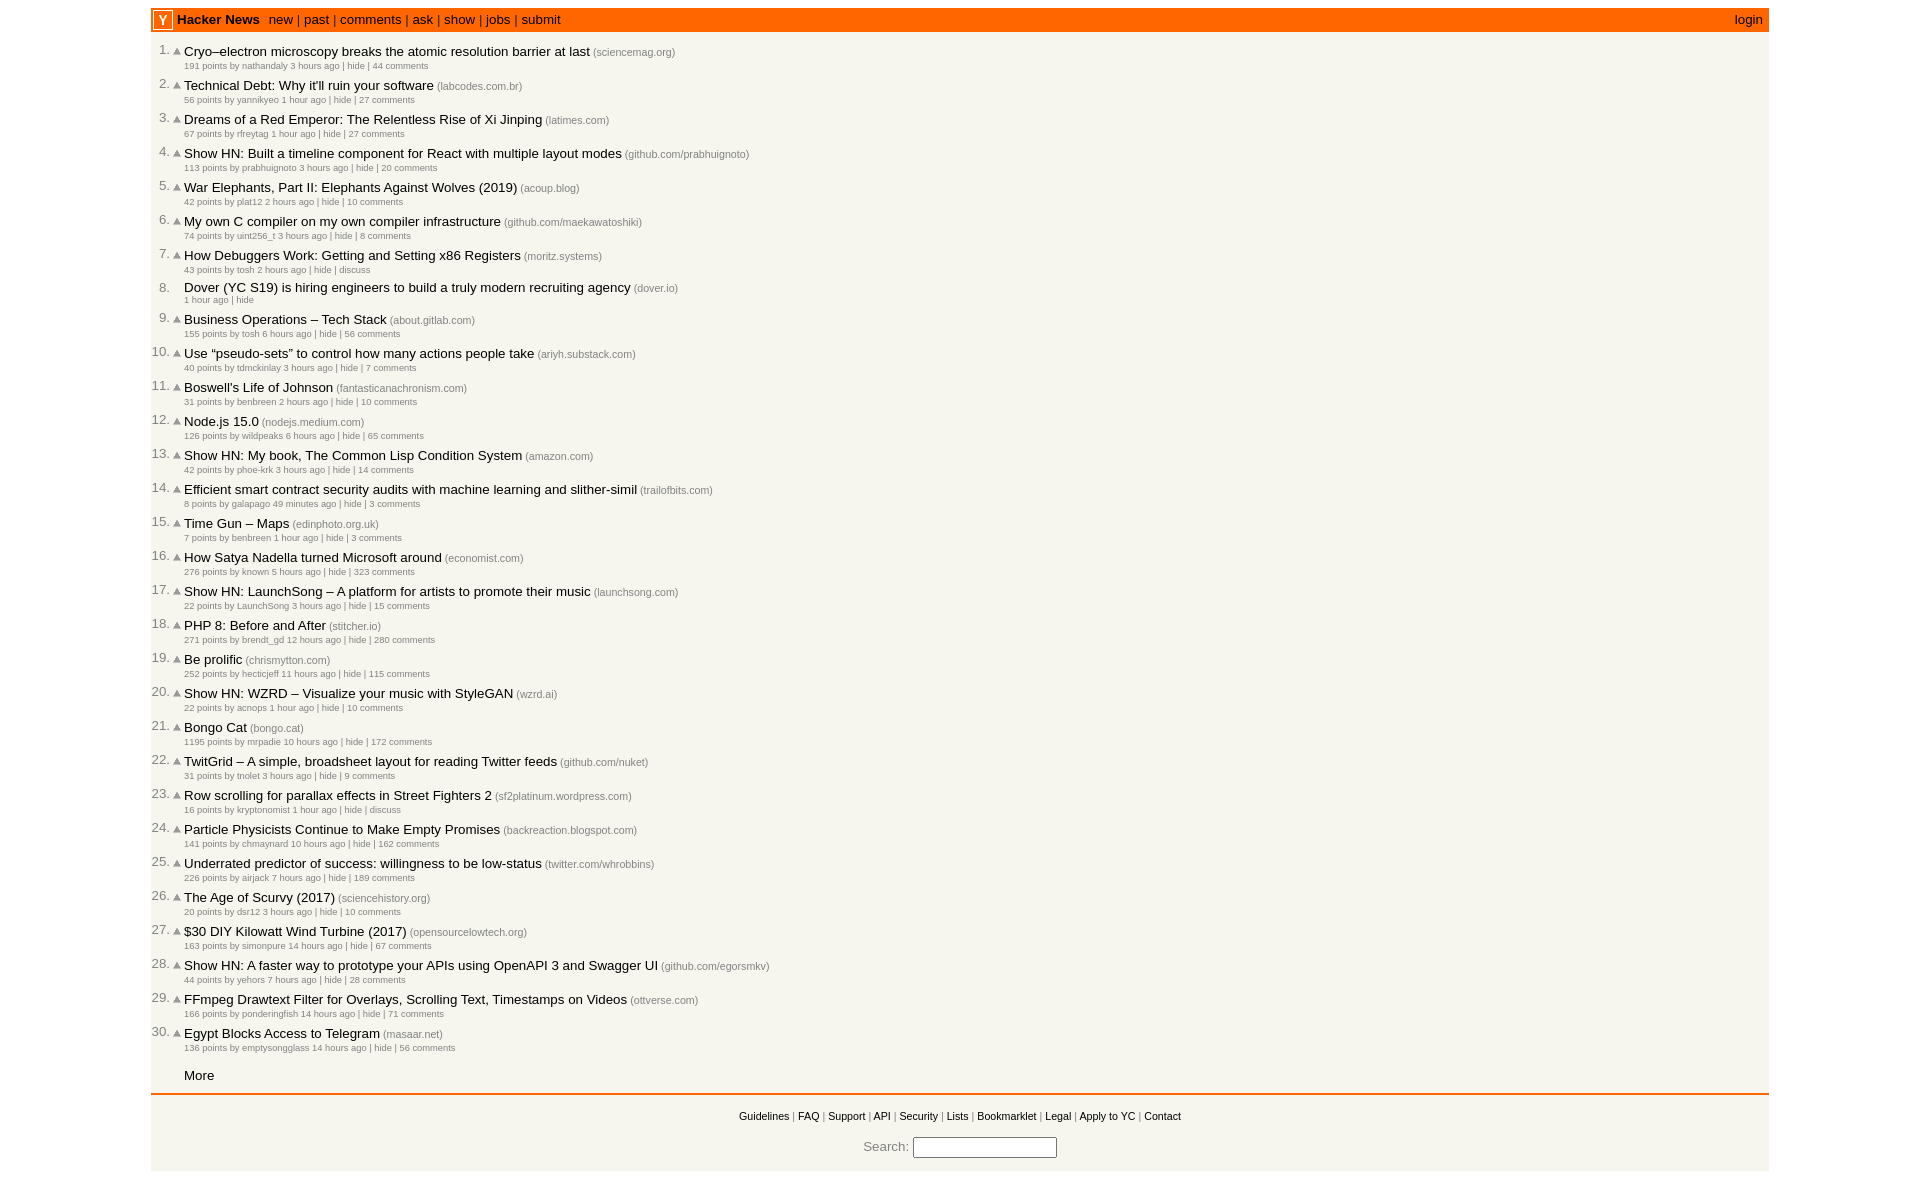 Y Hacker News new | past | comments | ask | show | jobs | submit login
1. Cryo–electron microscopy breaks the atomic resolution barrier at last (sciencemag.org)
191 points by nathandaly 3 hours ago | hide | 44 comments
2. Technical Debt: Why it'll ruin your software (labcodes.com.br)
56 points by yannikyeo 1 hour ago | hide | 27 comments
3. Dreams of a Red Emperor: The Relentless Rise of Xi Jinping (latimes.com)
67 points by rfreytag 1 hour ago | hide | 27 comments
4. Show HN: Built a timeline component for React with multiple layout modes (github.com/prabhuignoto)
113 points by prabhuignoto 3 hours ago | hide | 20 comments
5. War Elephants, Part II: Elephants Against Wolves (2019) (acoup.blog)
42 points by plat12 2 hours ago | hide | 10 comments
6. My own C compiler on my own compiler infrastructure (github.com/maekawatoshiki)
74 points by uint256_t 3 hours ago | hide | 8 comments
7. How Debuggers Work: Getting and Setting x86 Registers (moritz.systems)
43 points by tosh 2 hours ago | hide | discuss
8. Dover (YC S19) is hiring engineers to build a truly modern recruiting agency (dover.io)
1 hour ago | hide
9. Business Operations – Tech Stack (about.gitlab.com)
155 points by tosh 6 hours ago | hide | 56 comments
10. Use “pseudo-sets” to control how many actions people take (ariyh.substack.com)
40 points by tdmckinlay 3 hours ago | hide | 7 comments
11. Boswell's Life of Johnson (fantasticanachronism.com)
31 points by benbreen 2 hours ago | hide | 10 comments
12. Node.js 15.0 (nodejs.medium.com)
126 points by wildpeaks 6 hours ago | hide | 65 comments
13. Show HN: My book, The Common Lisp Condition System (amazon.com)
42 points by phoe-krk 3 hours ago | hide | 14 comments
14. Efficient smart contract security audits with machine learning and slither-simil (trailofbits.com)
8 points by galapago 49 minutes ago | hide | 3 comments
15. Time Gun – Maps (edinphoto.org.uk)
7 points by benbreen 1 hour ago | hide | 3 comments
16. How Satya Nadella turned Microsoft around (economist.com)
276 points by known 5 hours ago | hide | 323 comments
17. Show HN: LaunchSong – A platform for artists to promote their music (launchsong.com)
22 points by LaunchSong 3 hours ago | hide | 15 comments
18. PHP 8: Before and After (stitcher.io)
271 points by brendt_gd 12 hours ago | hide | 280 comments
19. Be prolific (chrismytton.com)
252 points by hecticjeff 11 hours ago | hide | 115 comments
20. Show HN: WZRD – Visualize your music with StyleGAN (wzrd.ai)
22 points by acnops 1 hour ago | hide | 10 comments
21. Bongo Cat (bongo.cat)
1195 points by mrpadie 10 hours ago | hide | 172 comments
22. TwitGrid – A simple, broadsheet layout for reading Twitter feeds (github.com/nuket)
31 points by tnolet 3 hours ago | hide | 9 comments
23. Row scrolling for parallax effects in Street Fighters 2 (sf2platinum.wordpress.com)
16 points by kryptonomist 1 hour ago | hide | discuss
24. Particle Physicists Continue to Make Empty Promises (backreaction.blogspot.com)
141 points by chmaynard 10 hours ago | hide | 162 comments
25. Underrated predictor of success: willingness to be low-status (twitter.com/whrobbins)
226 points by airjack 7 hours ago | hide | 189 comments
26. The Age of Scurvy (2017) (sciencehistory.org)
20 points by dsr12 3 hours ago | hide | 10 comments
27. $30 DIY Kilowatt Wind Turbine (2017) (opensourcelowtech.org)
163 points by simonpure 14 hours ago | hide | 67 comments
28. Show HN: A faster way to prototype your APIs using OpenAPI 3 and Swagger UI (github.com/egorsmkv)
44 points by yehors 7 hours ago | hide | 28 comments
29. FFmpeg Drawtext Filter for Overlays, Scrolling Text, Timestamps on Videos (ottverse.com)
166 points by ponderingfish 14 hours ago | hide | 71 comments
30. Egypt Blocks Access to Telegram (masaar.net)
136 points by emptysongglass 14 hours ago | hide | 56 comments
More
Guidelines | FAQ | Support | API | Security | Lists | Bookmarklet | Legal | Apply to YC | Contact
Search: